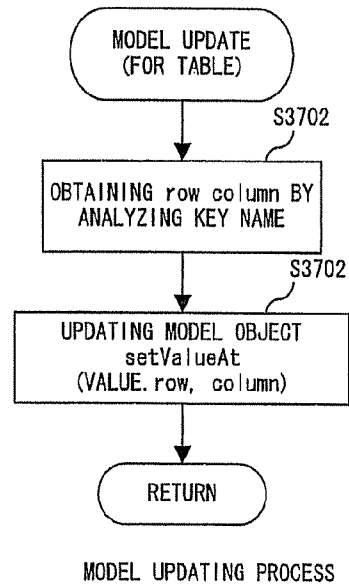 MODEL UPDATE
(FOR TABLE)
S3702
OBTAINING row column BY
ANALYZING KEY NAME
S3702
UPDATING MODEL OBJECT
setValueAt
(VALUE.row, column)
RETURN
MODEL UPDATING PROCESS